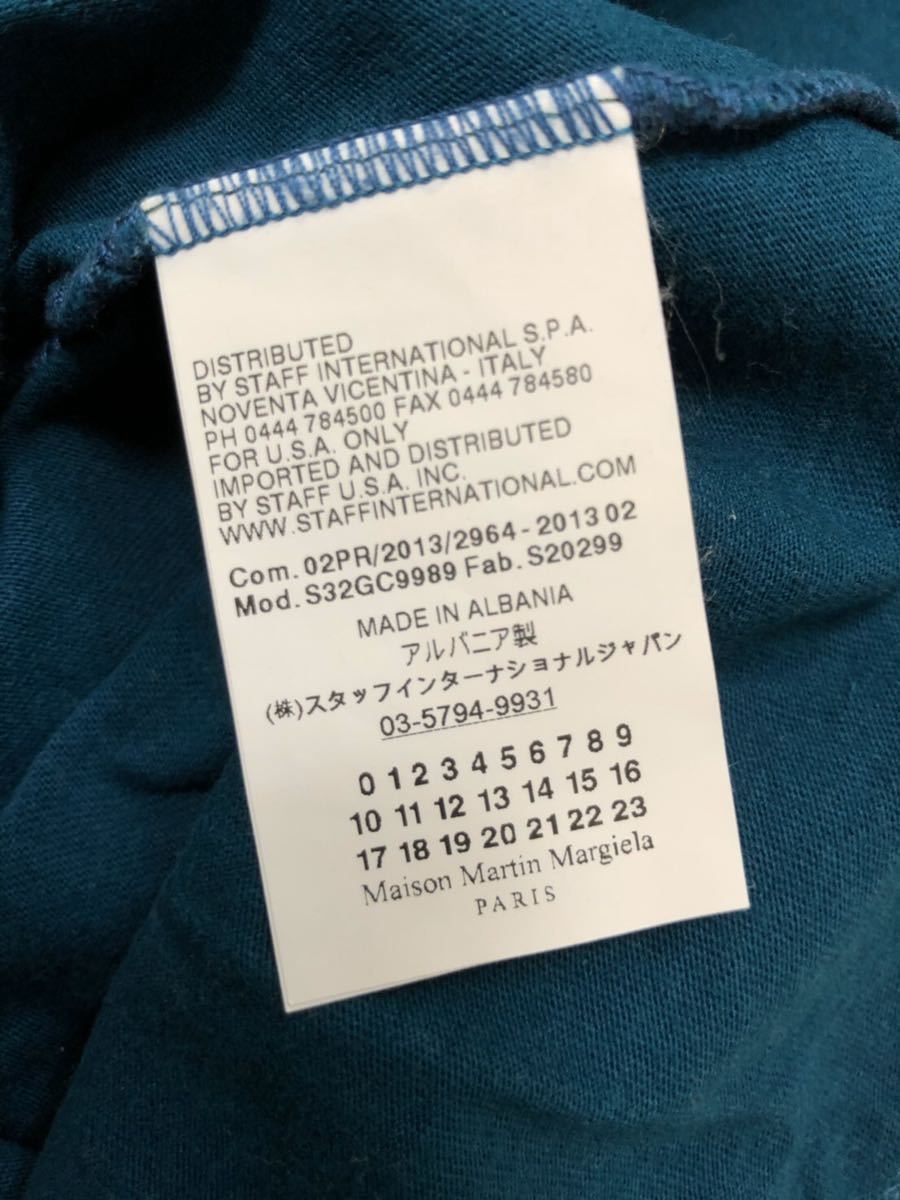 DISTRIBUTED
BY STAFF INTERNATIONAL S.P.A.
NOVENTA VICENTINA - ITALY
PH 0444 784500 FAX 0444 784580
FOR U.S.A. ONLY
IMPORTED AND DISTRIBUTED
BY STAFF U.S.A. INC.
WWW.STAFFINTERNATIONAL.COM
Com. 02PR/2013/2964 - 2013 02
Mod. S32GC9989 Fab. S20299
MADE IN ALBANIA
アルバニア製
(株)スタッフインターナショナルジャパン
03-5794-9931
0 1 2 3 4 5 6 7 8 9
10 11 12 13 14 15 16
17 18 19 20 21 22 23
Maison Martin Margiela
PARIS